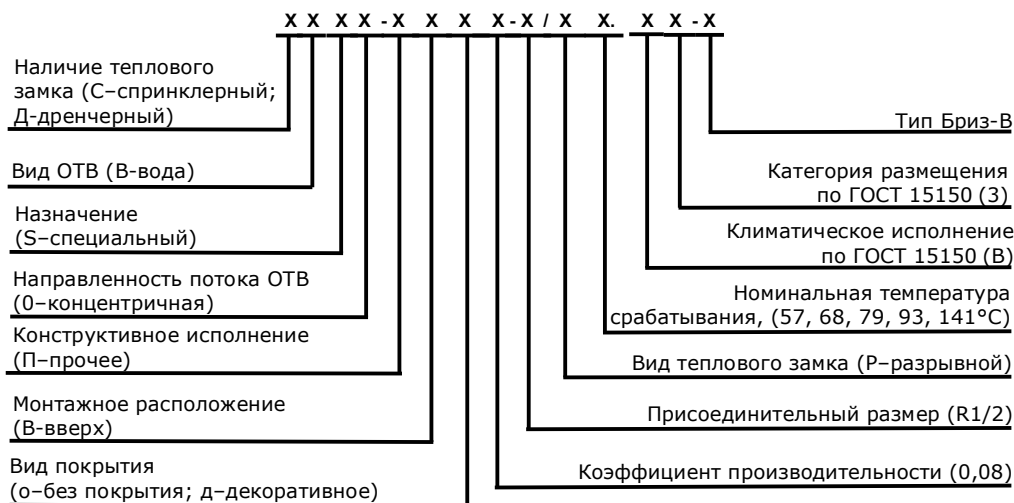 X X X X - X X X X - X / X X. X X - X
Наличие теплового
замка (С–спринклерный;
Д-дренчерный)
Вид ОТВ (В-вода)
Назначение
(S–специальный)
Направленность потока ОТВ
(0–концентричная)
Конструктивное исполнение
(П–прочее)
Монтажное расположение
(В-вверх)
Вид покрытия
(о–без покрытия; д–декоративное)
Тип Бриз-В
Категория размещения
по ГОСТ 15150 (3)
Климатическое исполнение
по ГОСТ 15150 (В)
Номинальная температура
срабатывания, (57, 68, 79, 93, 141°С)
Вид теплового замка (Р–разрывной)
Присоединительный размер (R1/2)
Коэффициент производительности (0,08)